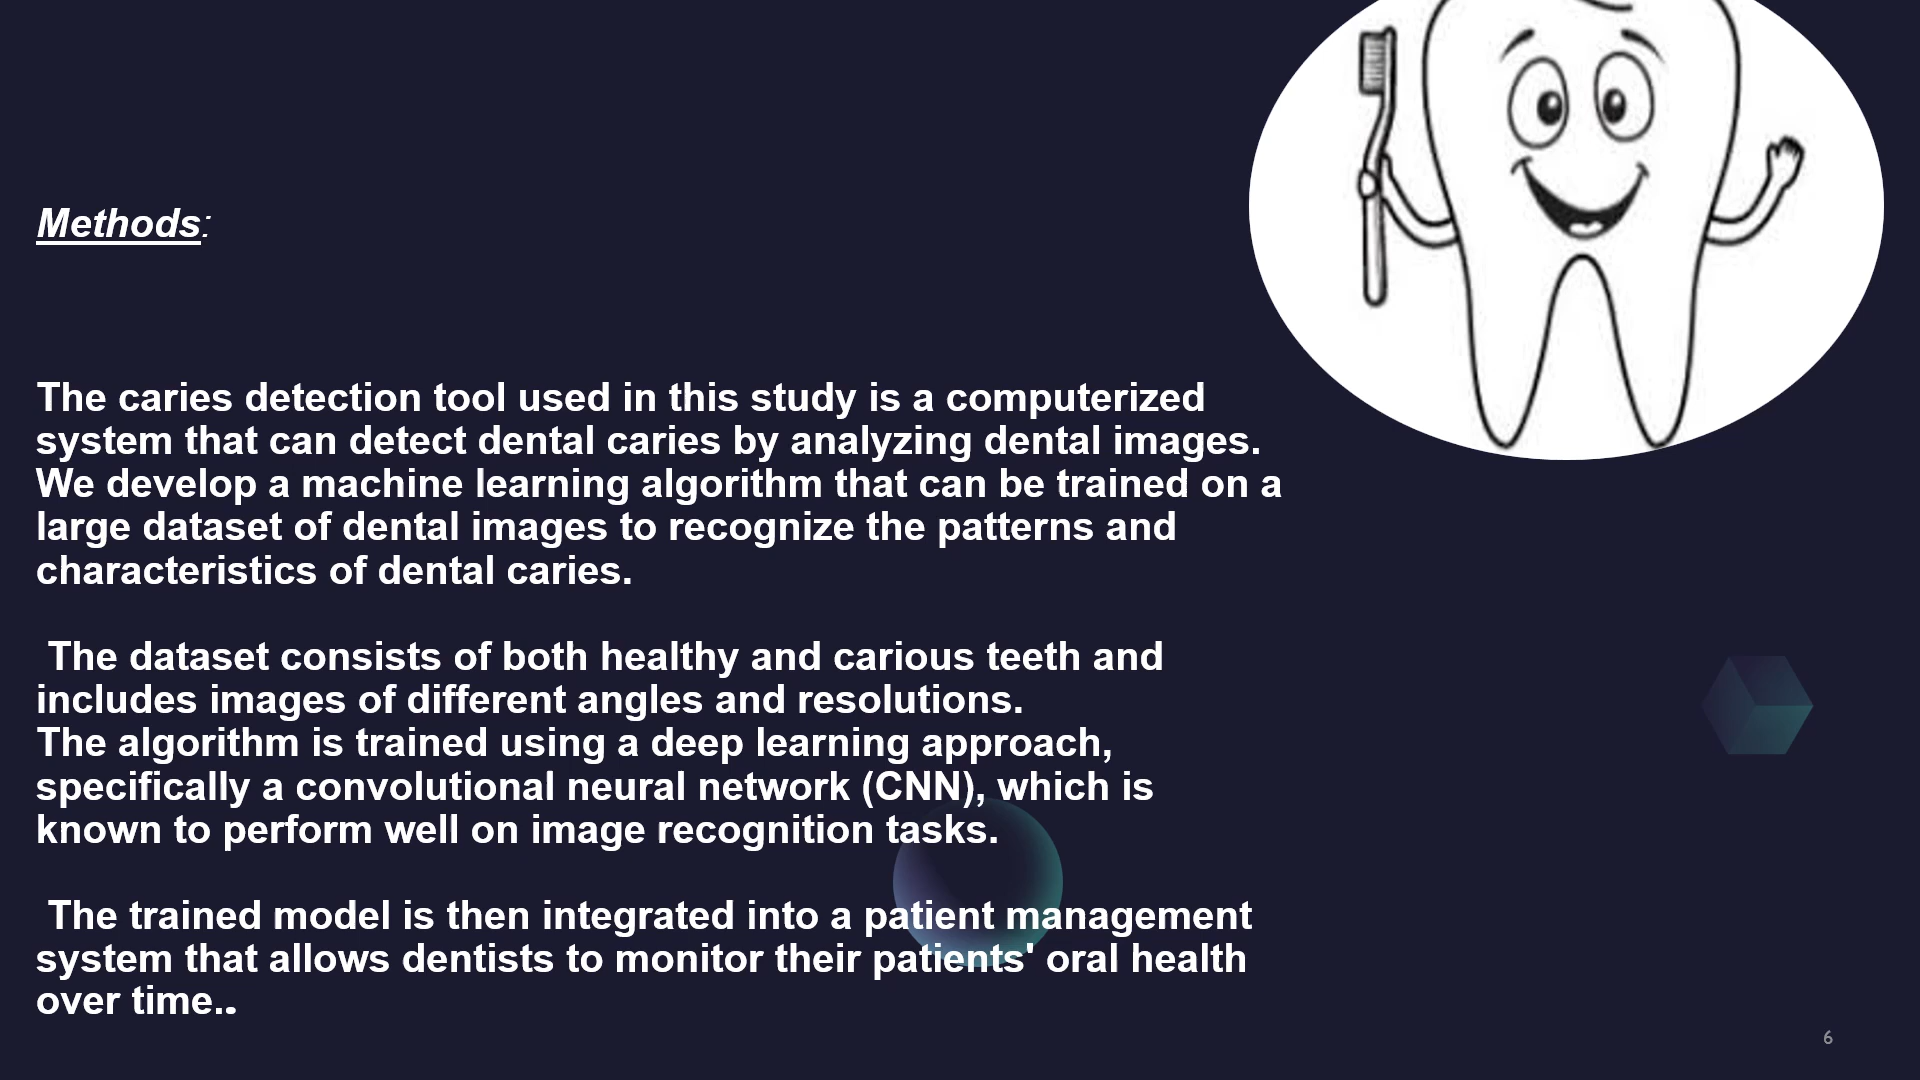 Methods:
The caries detection tool used in this study is a computerized
system that can detect dental caries by analyzing dental images.
We develop a machine learning algorithm that can be trained on a
large dataset of dental images to recognize the patterns and
characteristics of dental caries.
The dataset consists of both healthy and carious teeth and
includes images of different angles and resolutions.
The algorithm is trained using a deep learning approach,
specifically a convolutional neural network (CNN), which is
known to perform well on image recognition tasks.
The trained model is then integrated into a patient management
system that allows dentists to monitor their patients' oral health
over time..
6